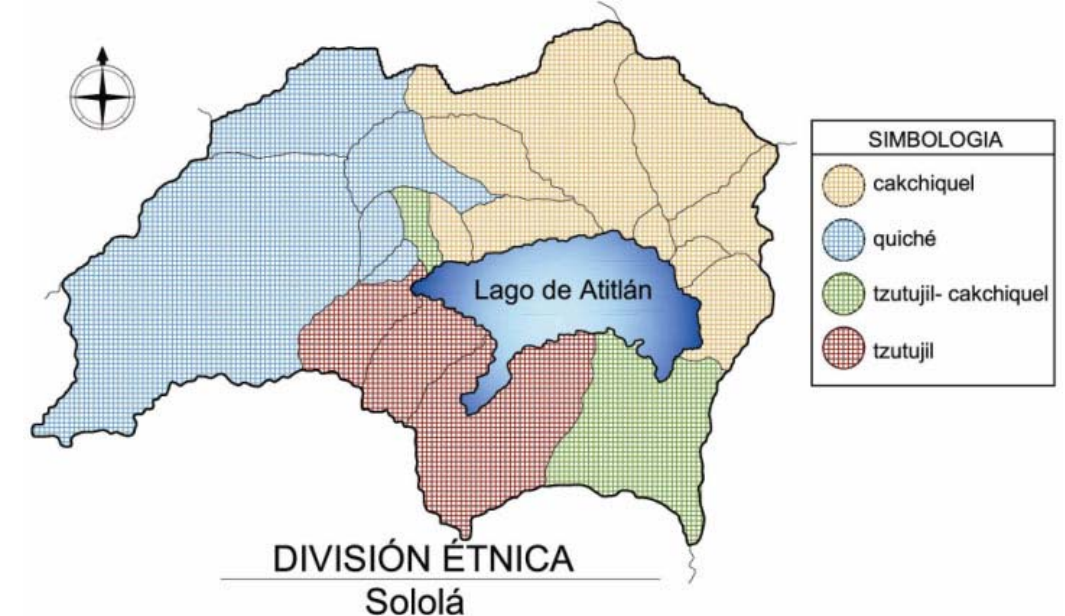 SIMBOLOGIA
cakchiquel
quiché
tzutujil- cakchiquel
tzutujil
Lago de Atitlán
DIVISIÓN ÉTNICA
Sololá